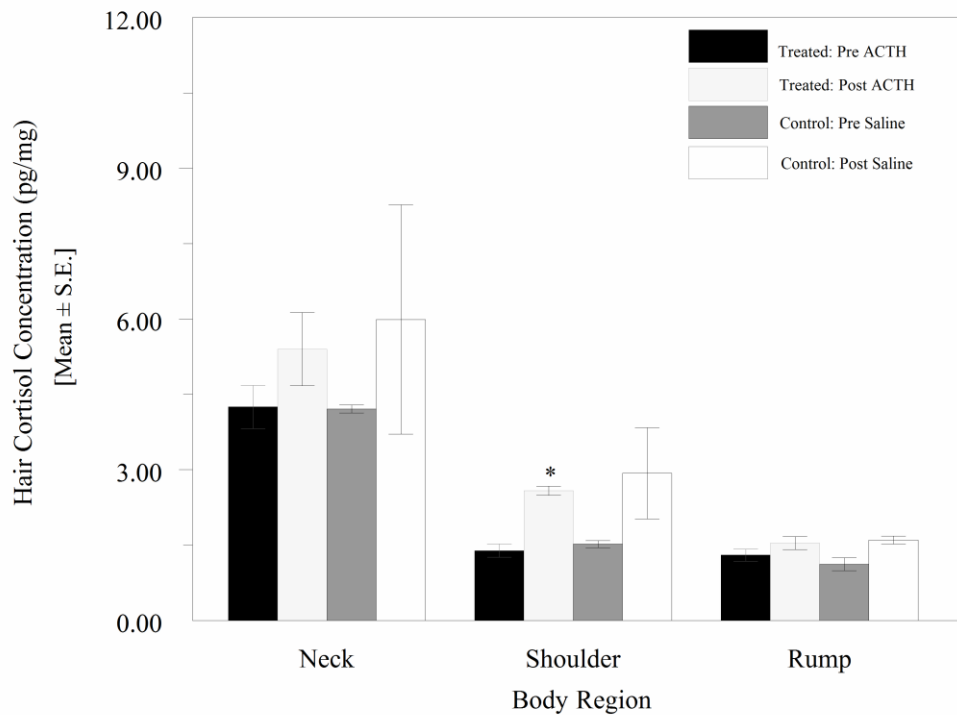 12.00
9.00
6.00
3.00
0.00
Hair Cortisol Concentration (pg/mg)
[Mean ± S.E.]
Treated: Pre ACTH
Treated: Post ACTH
Control: Pre Saline
Control: Post Saline
*
Neck Shoulder Rump
Body Region